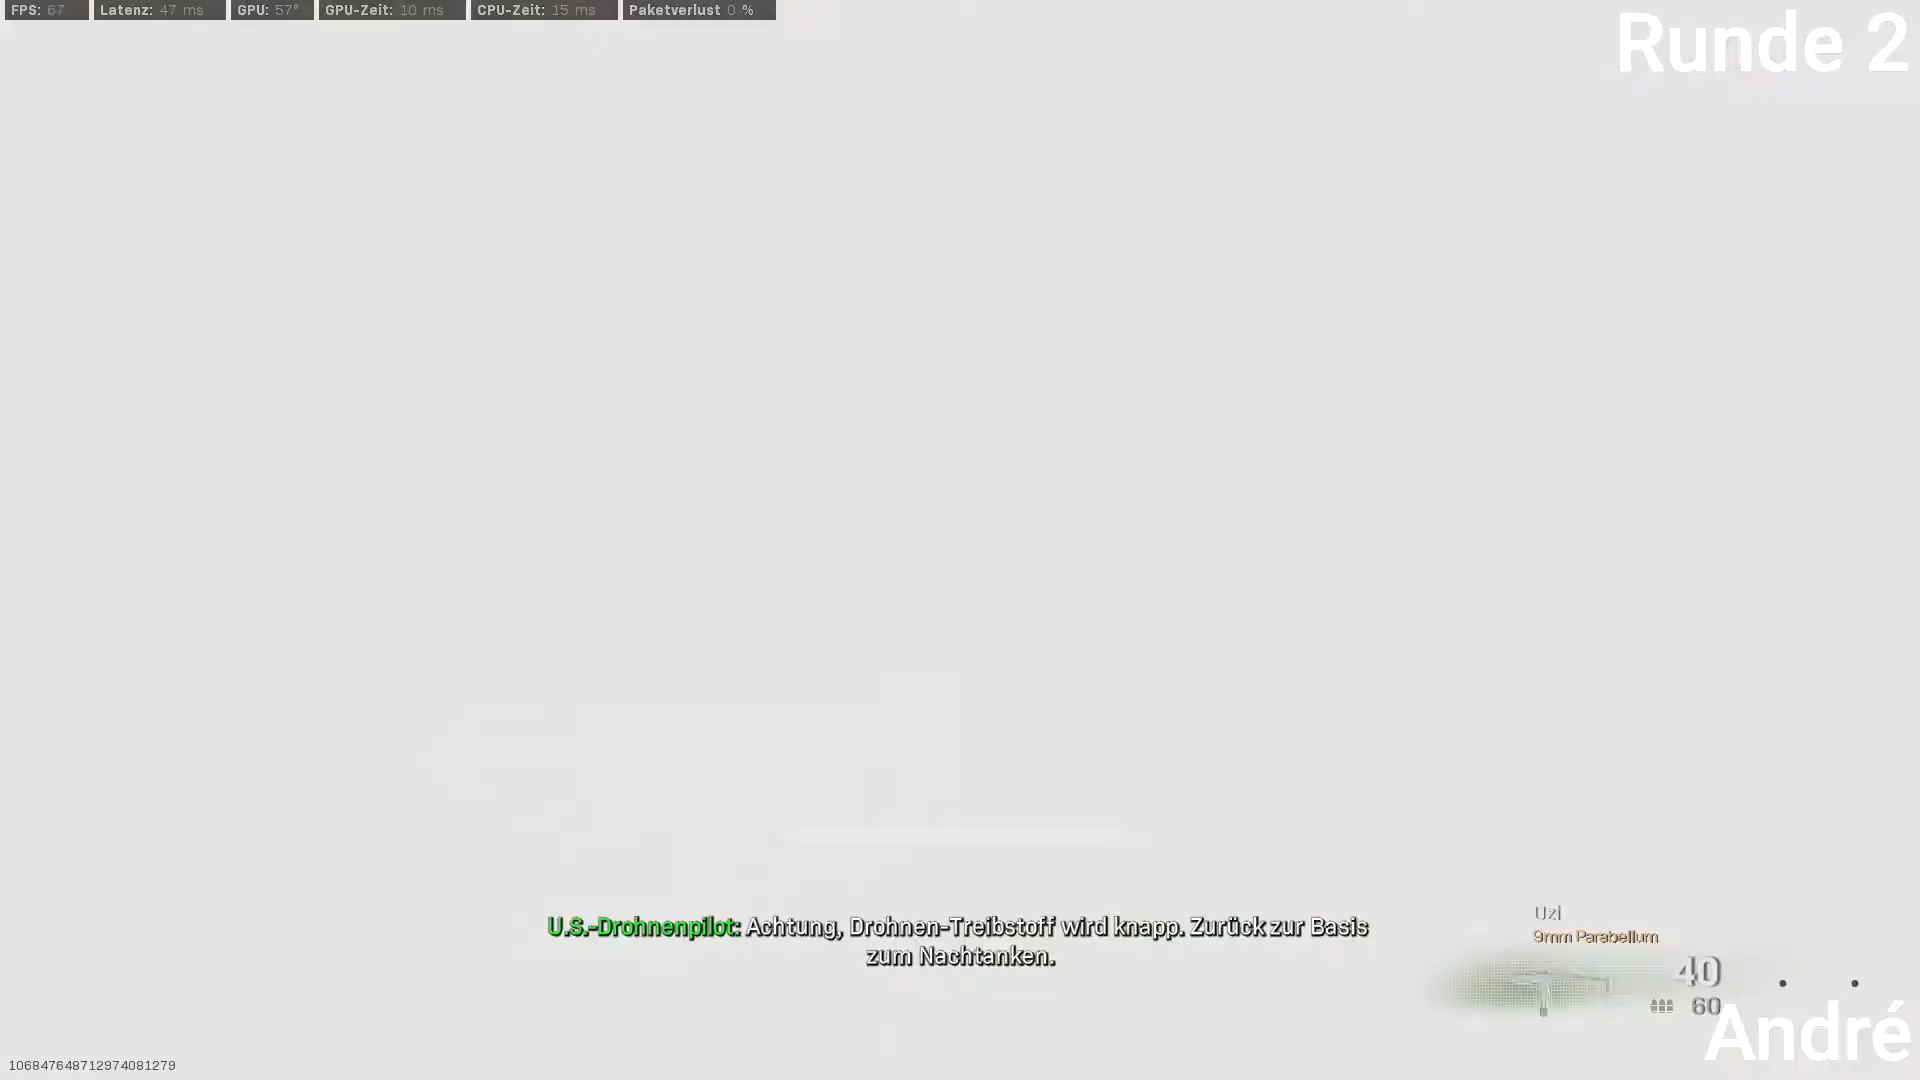 FPS: 67 Latenz: 47 ms GPU: 57° GPU-Zeit: 10 ms CPU-Zeit: 15 ms Paketverlust 0 %
Runde 2
U.S.-Drohnenpilot: Achtung, Drohnen-Treibstoff wird knapp. Zurück zur Basis
zum Nachtanken.
Uzi
9mm Parabellum
40
60
André
106847648712974081279